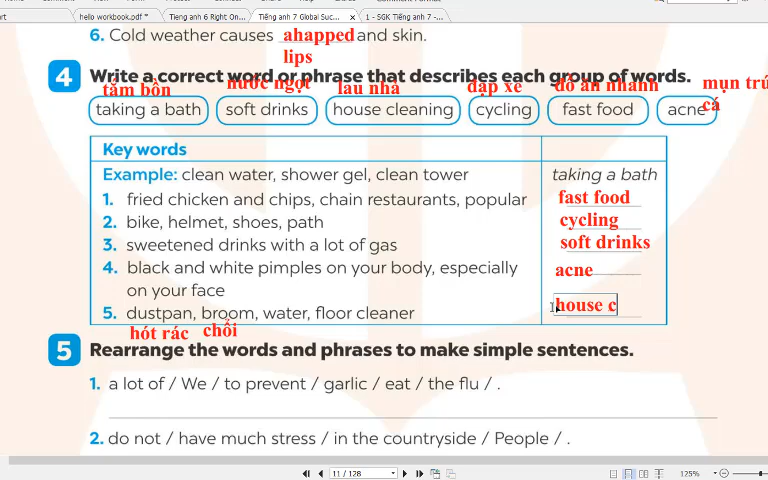 hello workbook.pdf *
Tieng anh 6 Right On...
Tiếng anh 7 Global Suc...
1 - SGK Tiếng anh 7 -...
6. Cold weather causes ahapped and skin.
lips
4 Write a correct word or phrase that describes each group of words.
tắm bồn nước ngọt lau nhà đạp xe đồ ăn nhanh mụn trứ
cá
taking a bath soft drinks house cleaning cycling fast food acne
Key words
Example: clean water, shower gel, clean tower taking a bath
1. fried chicken and chips, chain restaurants, popular fast food
2. bike, helmet, shoes, path cycling
3. sweetened drinks with a lot of gas soft drinks
4. black and white pimples on your body, especially acne
on your face
5. dustpan, broom, water, floor cleaner house c
hót rác chổi
5 Rearrange the words and phrases to make simple sentences.
1. a lot of / We / to prevent / garlic / eat / the flu / .
2. do not / have much stress / in the countryside / People / .
11 / 128
125%